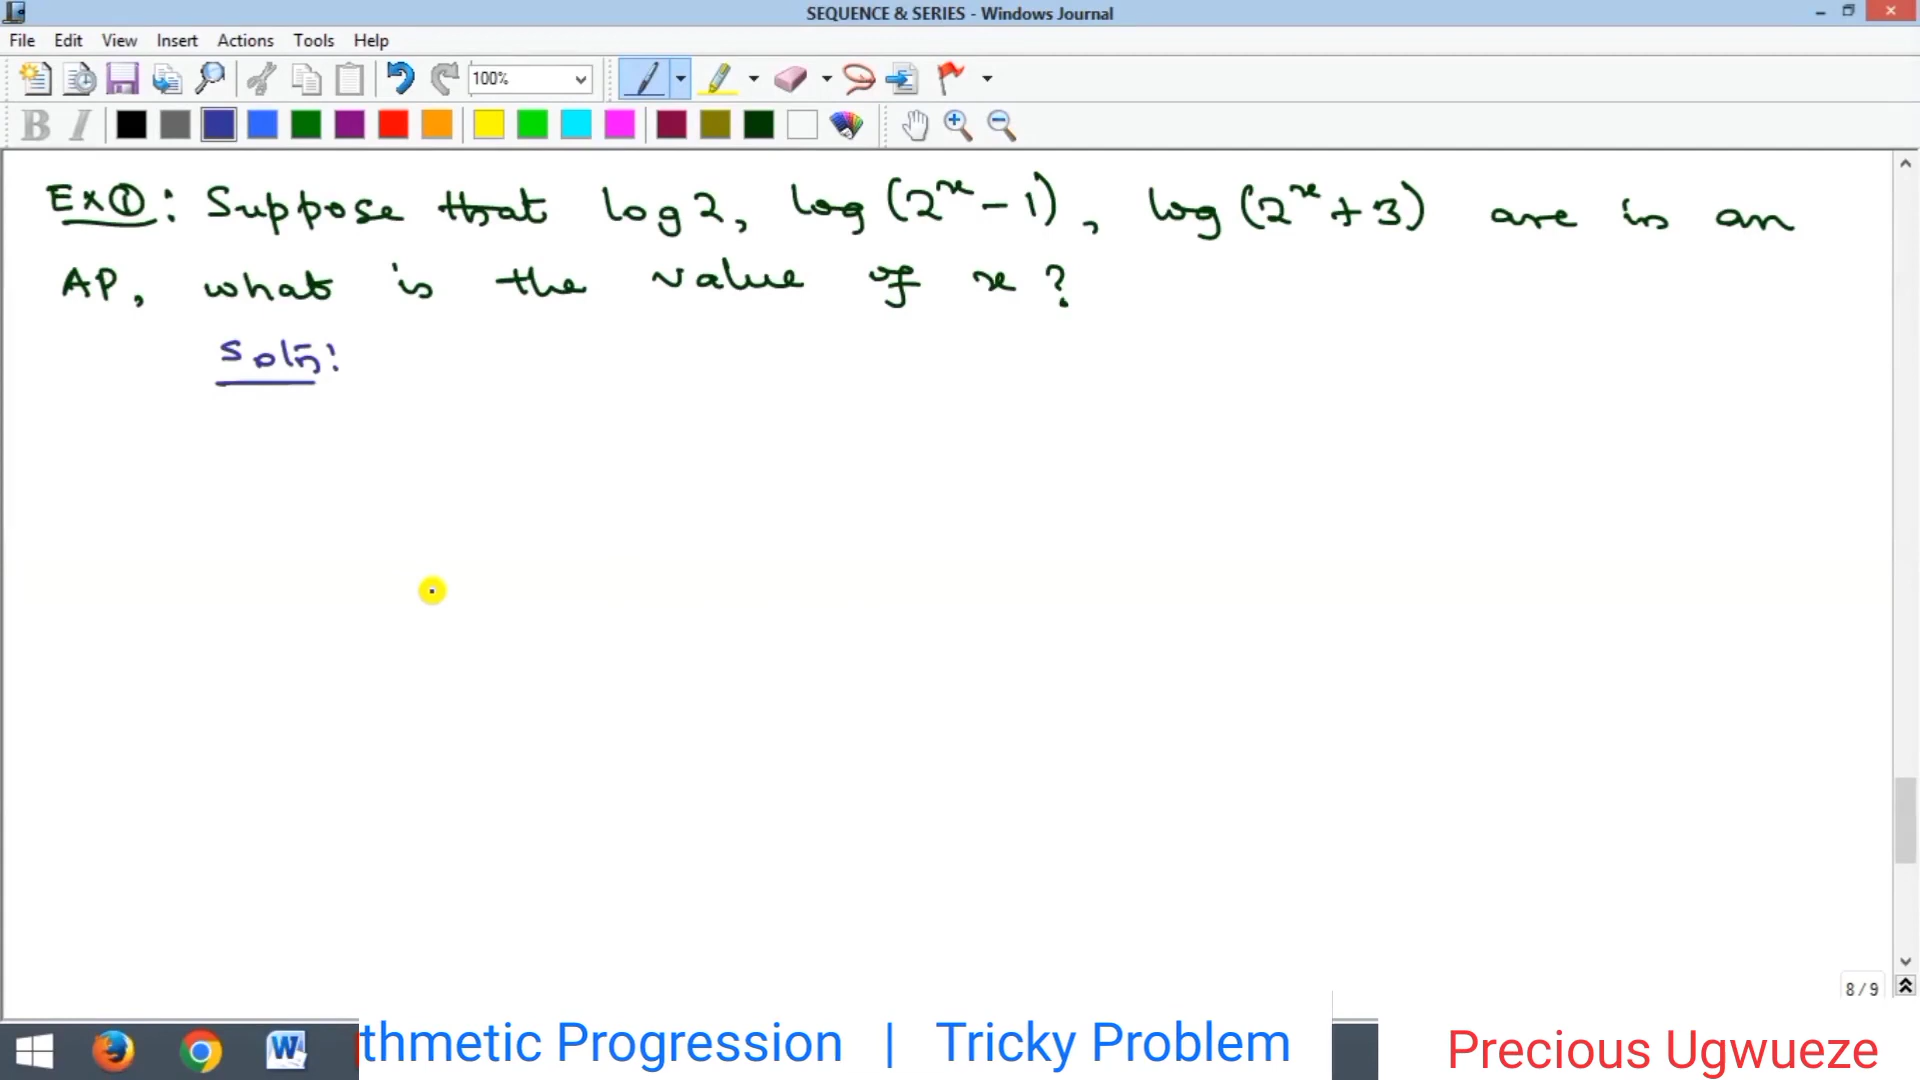 SEQUENCE & SERIES - Windows Journal
File Edit View Insert Actions Tools Help
100%
B I
Ex①: Suppose that log 2, log (2ˣ - 1), log (2ˣ + 3) are in an
AP, what is the value of x?
Soln:
8 / 9
W thmetic Progression | Tricky Problem Precious Ugwueze